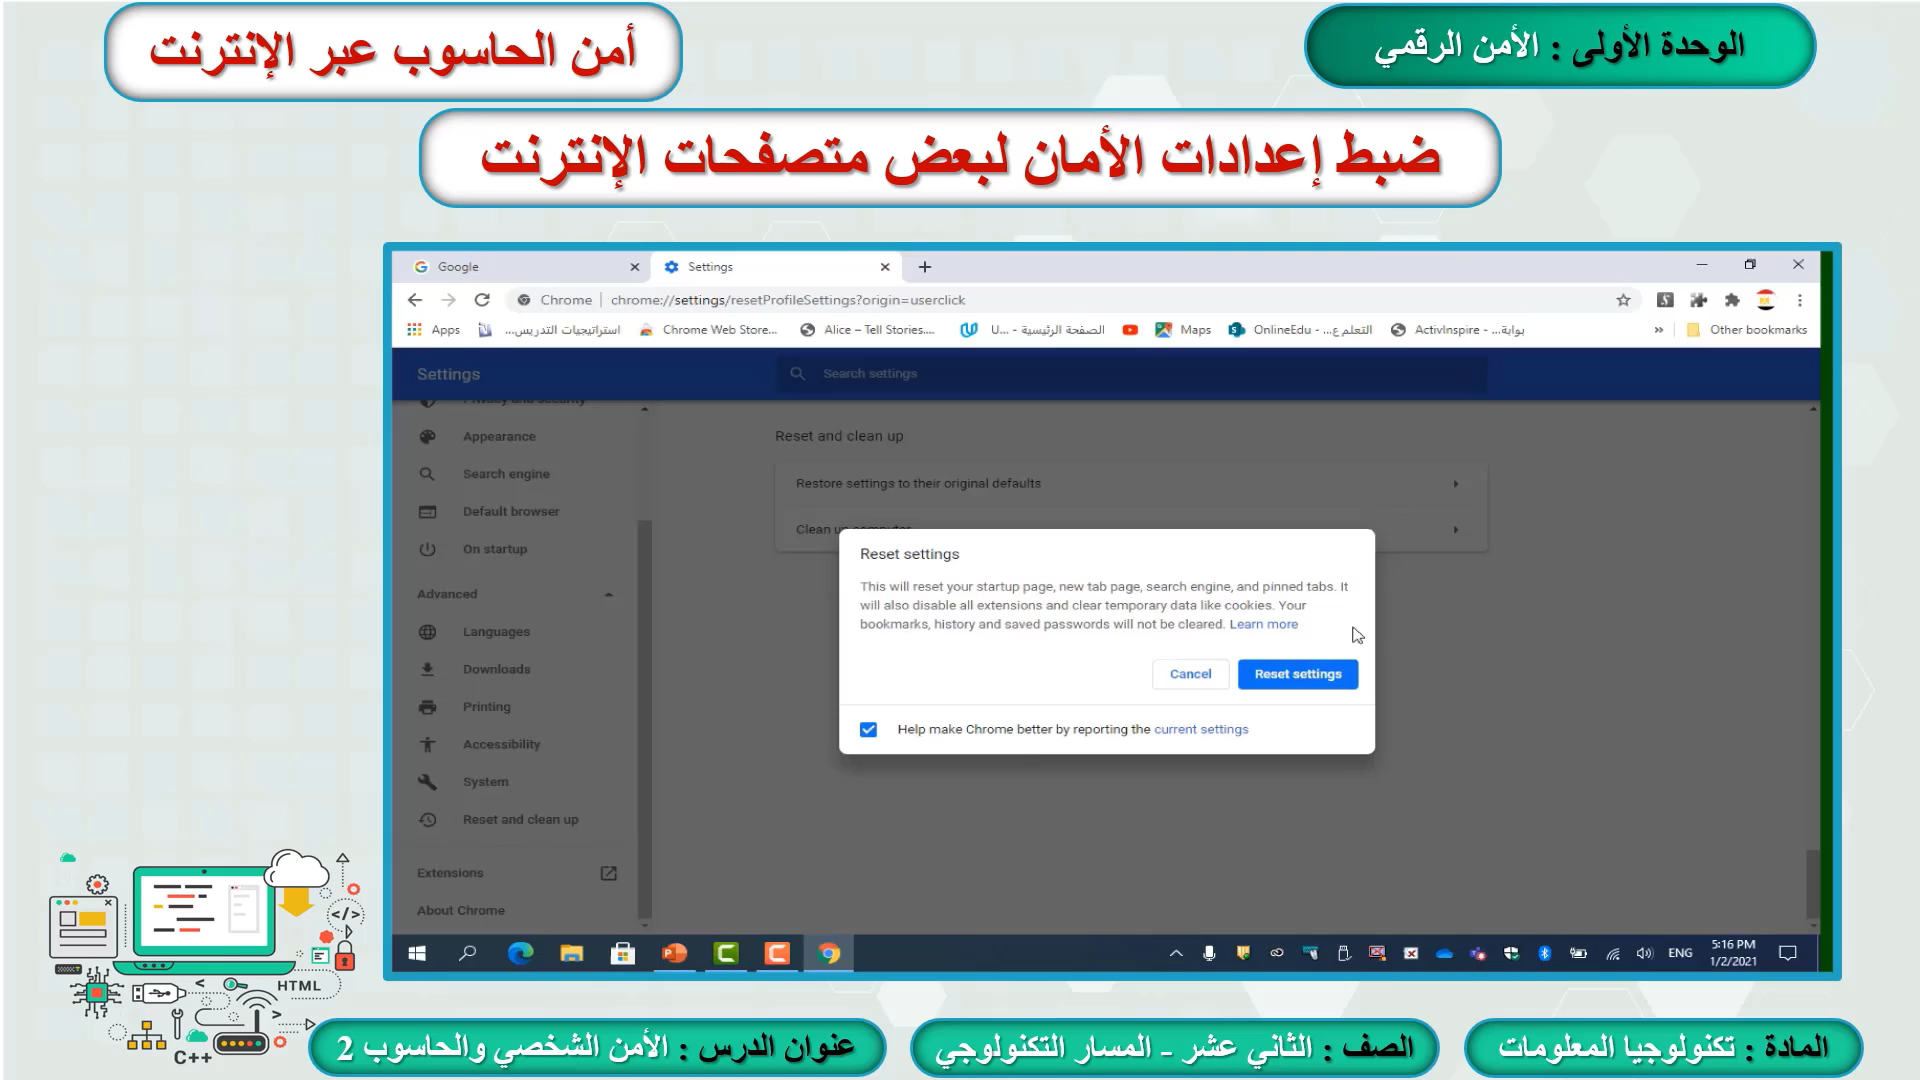 أمن الحاسوب عبر الإنترنت
الوحدة الأولى : الأمن الرقمي
ضبط إعدادات الأمان لبعض متصفحات الإنترنت
Google
Settings
Chrome
chrome://settings/resetProfileSettings?origin=userclick
Apps
استراتيجيات التدريس...
Chrome Web Store...
Alice – Tell Stories....
الصفحة الرئيسية - ...U
Maps
OnlineEdu - ...التعلم ع
ActivInspire - ...بوابة
»
Other bookmarks
Settings
Search settings
Privacy and security
Appearance
Search engine
Default browser
On startup
Advanced
Languages
Downloads
Printing
Accessibility
System
Reset and clean up
Extensions
About Chrome
Reset and clean up
Restore settings to their original defaults
Clean up computer
Reset settings
This will reset your startup page, new tab page, search engine, and pinned tabs. It
will also disable all extensions and clear temporary data like cookies. Your
bookmarks, history and saved passwords will not be cleared. Learn more
Cancel
Reset settings
Help make Chrome better by reporting the current settings
ENG
5:16 PM
1/2/2021
</>
HTML
C++
المادة : تكنولوجيا المعلومات
الصف : الثاني عشر - المسار التكنولوجي
عنوان الدرس : الأمن الشخصي والحاسوب 2